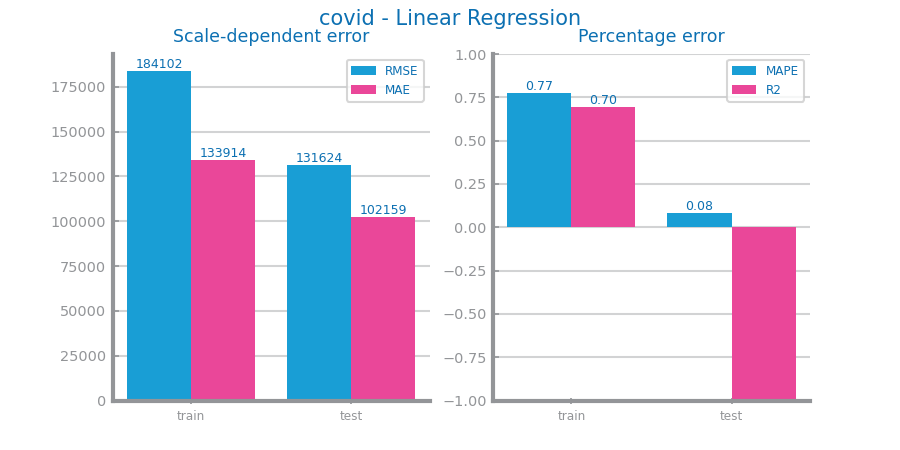 covid - Linear Regression
Scale-dependent error
184102
133914
131624
102159
RMSE
MAE
175000
150000
125000
100000
75000
50000
25000
0
train
test
Percentage error
0.77
0.70
0.08
MAPE
R2
1.00
0.75
0.50
0.25
0.00
−0.25
−0.50
−0.75
−1.00
train
test